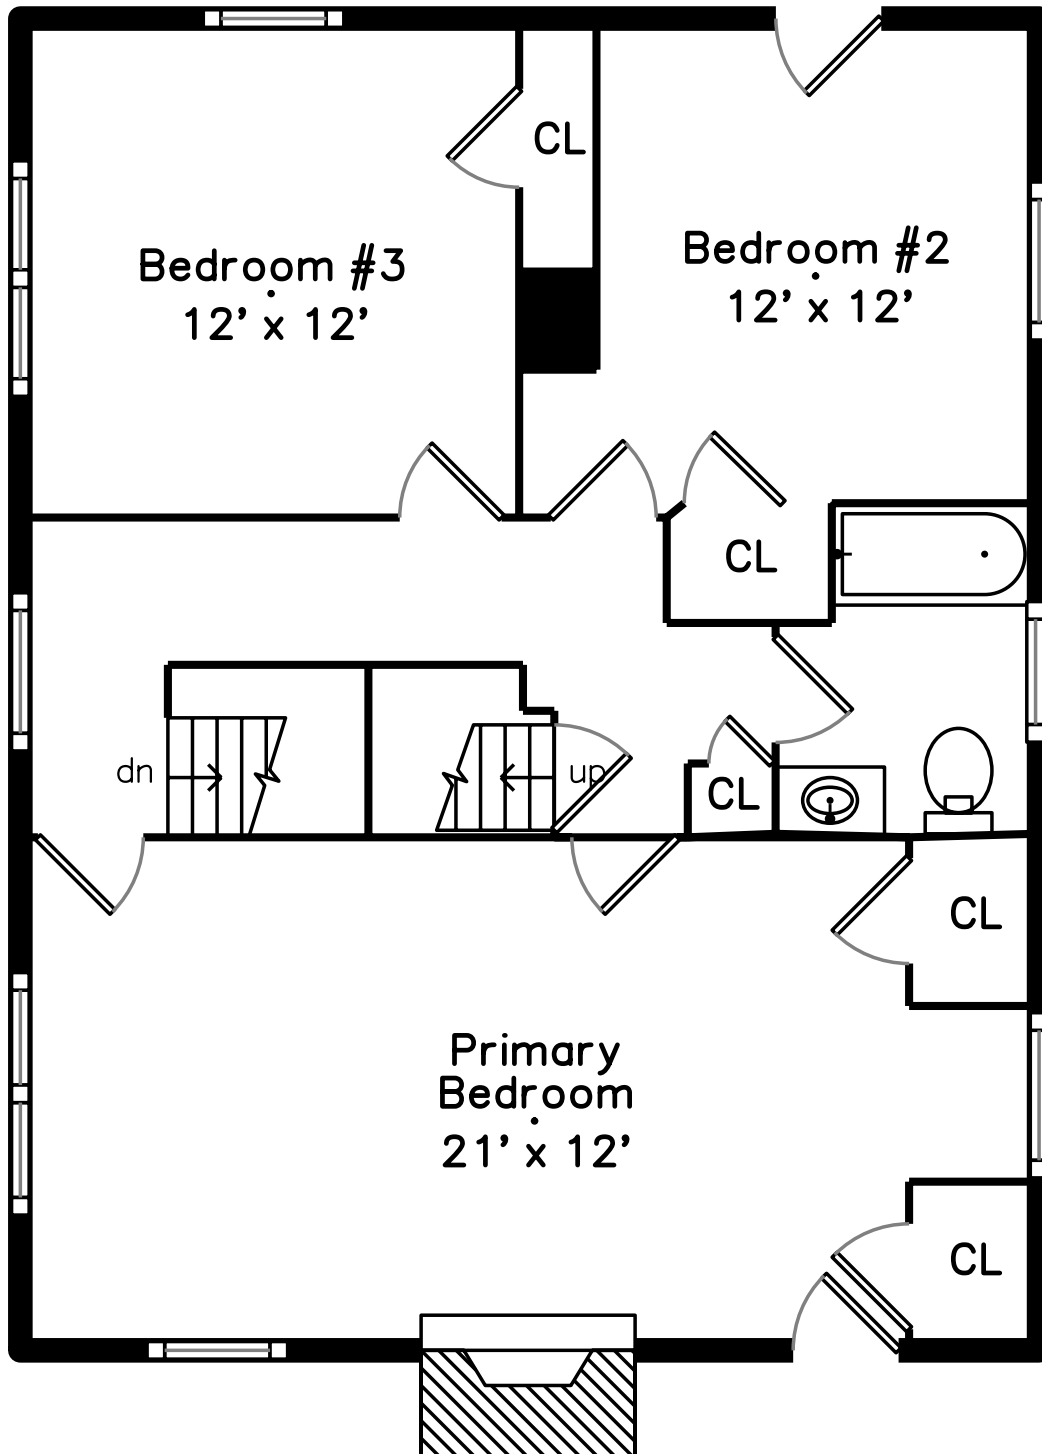 CL
Bedroom #3
12' x 12'
Bedroom #2
12' x 12'
CL
dn
up
CL
CL
Primary
Bedroom
21' x 12'
CL